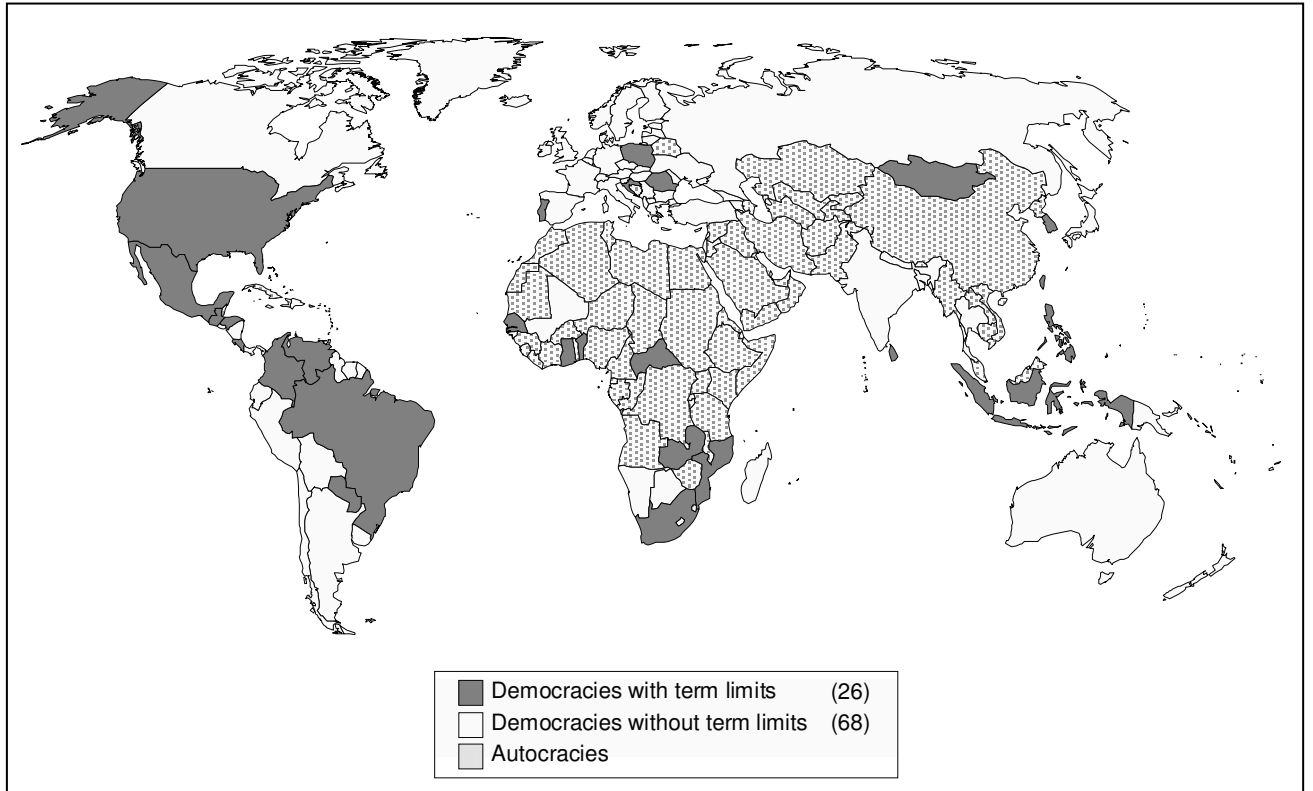 Democracies with term limits (26)
Democracies without term limits (68)
Autocracies